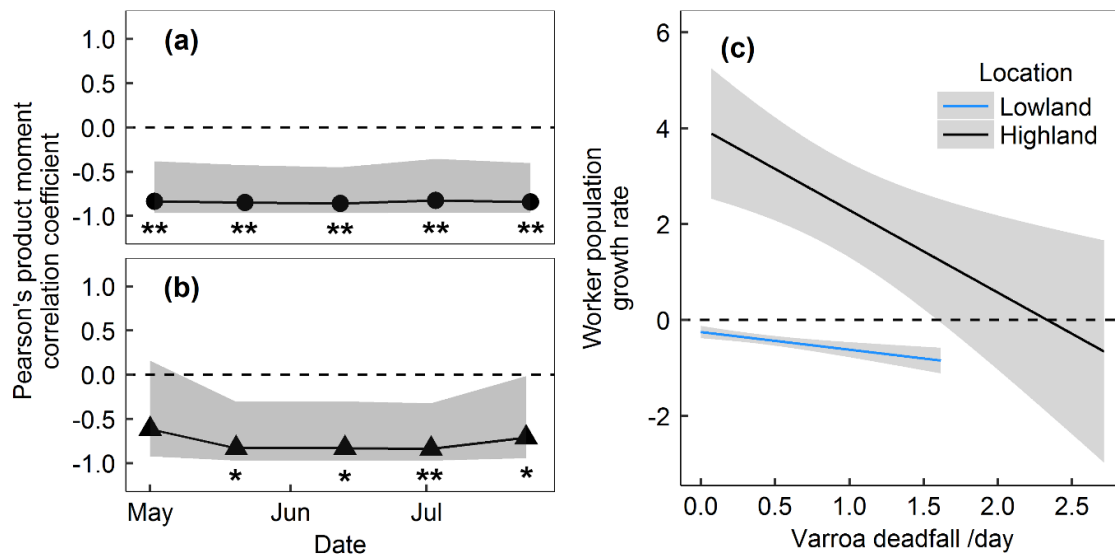 Pearson's product moment
correlation coefficient
(a)
1.0
0.5
0.0
-0.5
-1.0
** ** ** ** **
(b)
1.0
0.5
0.0
-0.5
-1.0
* * ** *
May Jun Jul
Date
(c)
Worker population
growth rate
6
4
2
0
-2
Location
Lowland
Highland
0.0 0.5 1.0 1.5 2.0 2.5
Varroa deadfall /day